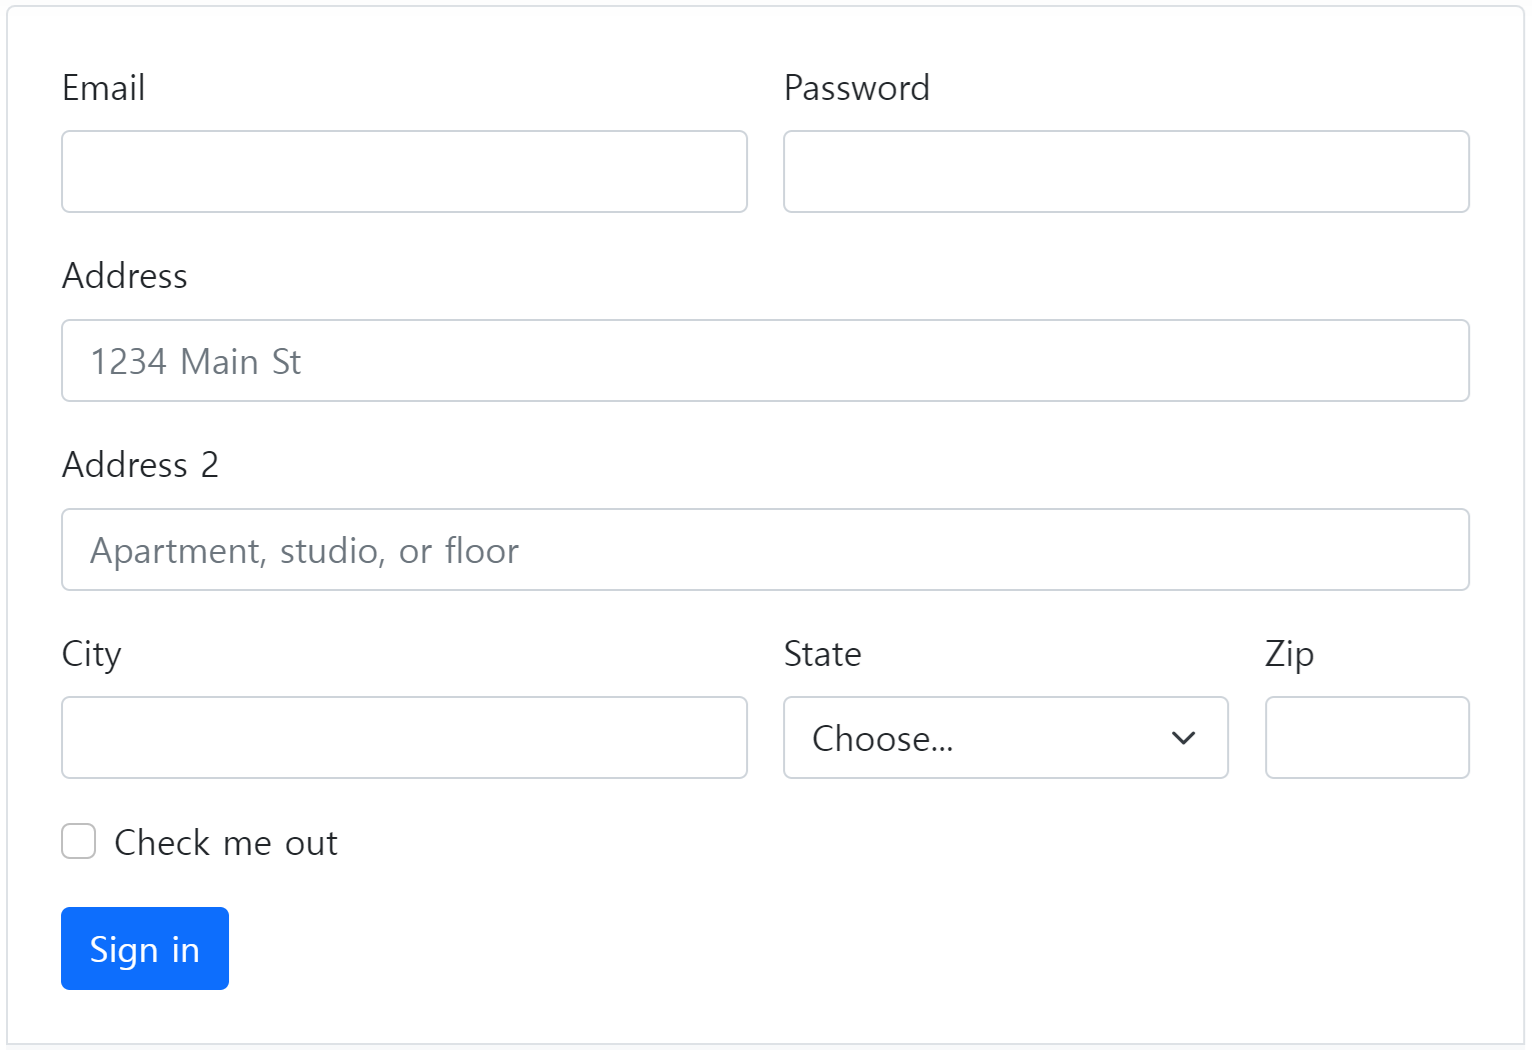 Email Password
Address
1234 Main St
Address 2
Apartment, studio, or floor
City State Zip
Choose...
Check me out
Sign in